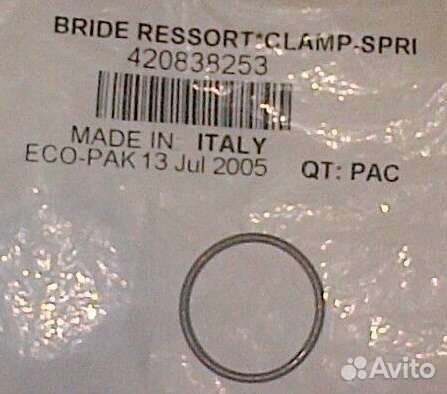 BRIDE RESSORT*CLAMP-SPRI
420838253
MADE IN ITALY
ECO-PAK 13 Jul 2005 QT: PAC
Avito